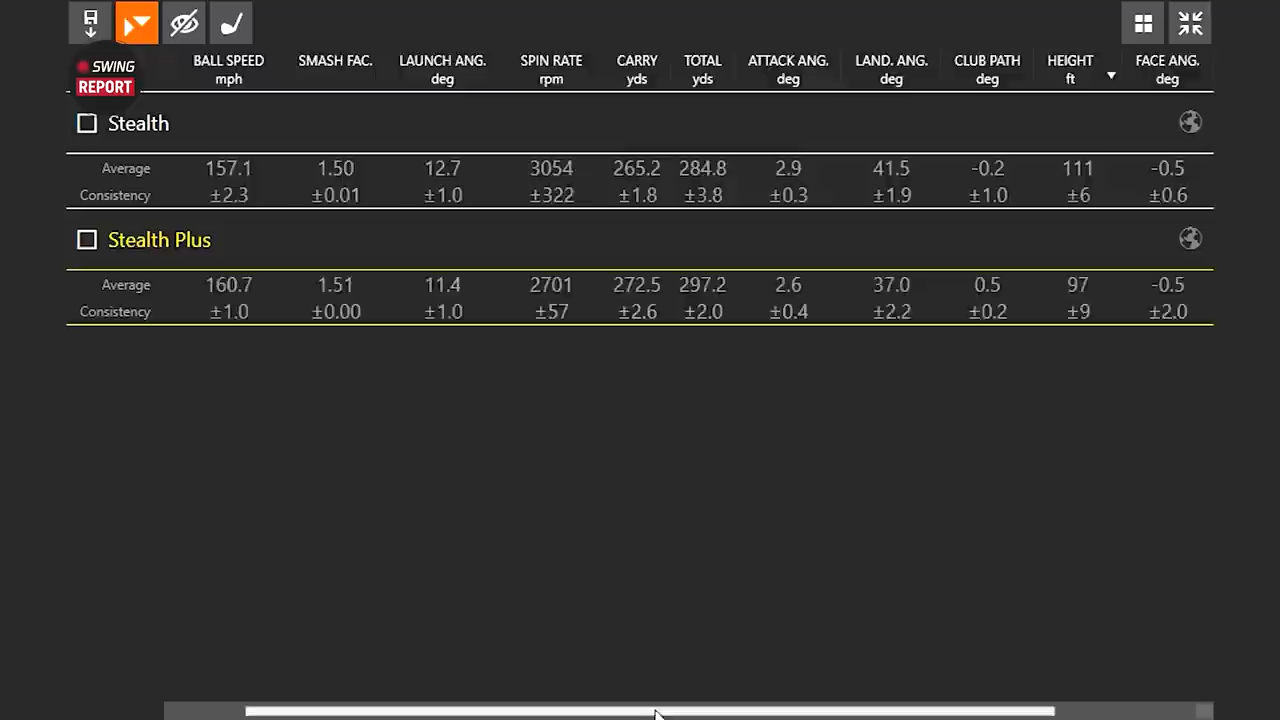 SWING
REPORT
BALL SPEED SMASH FAC. LAUNCH ANG. SPIN RATE CARRY TOTAL ATTACK ANG. LAND. ANG. CLUB PATH HEIGHT FACE ANG.
mph deg rpm yds yds deg deg deg ft deg
Stealth
Average 157.1 1.50 12.7 3054 265.2 284.8 2.9 41.5 -0.2 111 -0.5
Consistency ±2.3 ±0.01 ±1.0 ±322 ±1.8 ±3.8 ±0.3 ±1.9 ±1.0 ±6 ±0.6
Stealth Plus
Average 160.7 1.51 11.4 2701 272.5 297.2 2.6 37.0 0.5 97 -0.5
Consistency ±1.0 ±0.00 ±1.0 ±57 ±2.6 ±2.0 ±0.4 ±2.2 ±0.2 ±9 ±2.0